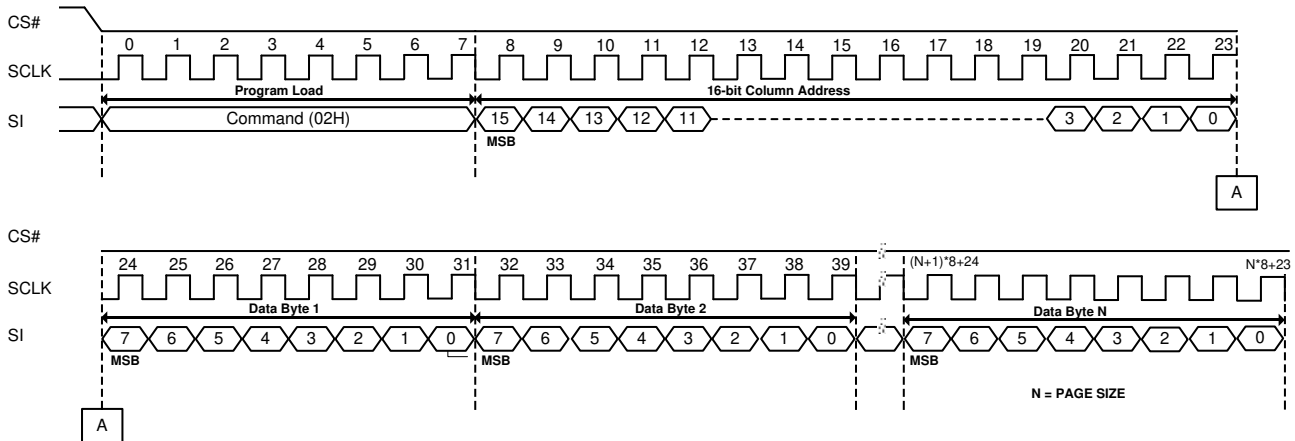 CS#
0 1 2 3 4 5 6 7 8 9 10 11 12 13 14 15 16 17 18 19 20 21 22 23
SCLK
Program Load 16-bit Column Address
SI Command (02H) 15 14 13 12 11 3 2 1 0
MSB
A
CS#
24 25 26 27 28 29 30 31 32 33 34 35 36 37 38 39 (N+1)*8+24 N*8+23
SCLK
Data Byte 1 Data Byte 2 Data Byte N
SI 7 6 5 4 3 2 1 0 7 6 5 4 3 2 1 0 7 6 5 4 3 2 1 0
MSB MSB MSB
N = PAGE SIZE
A